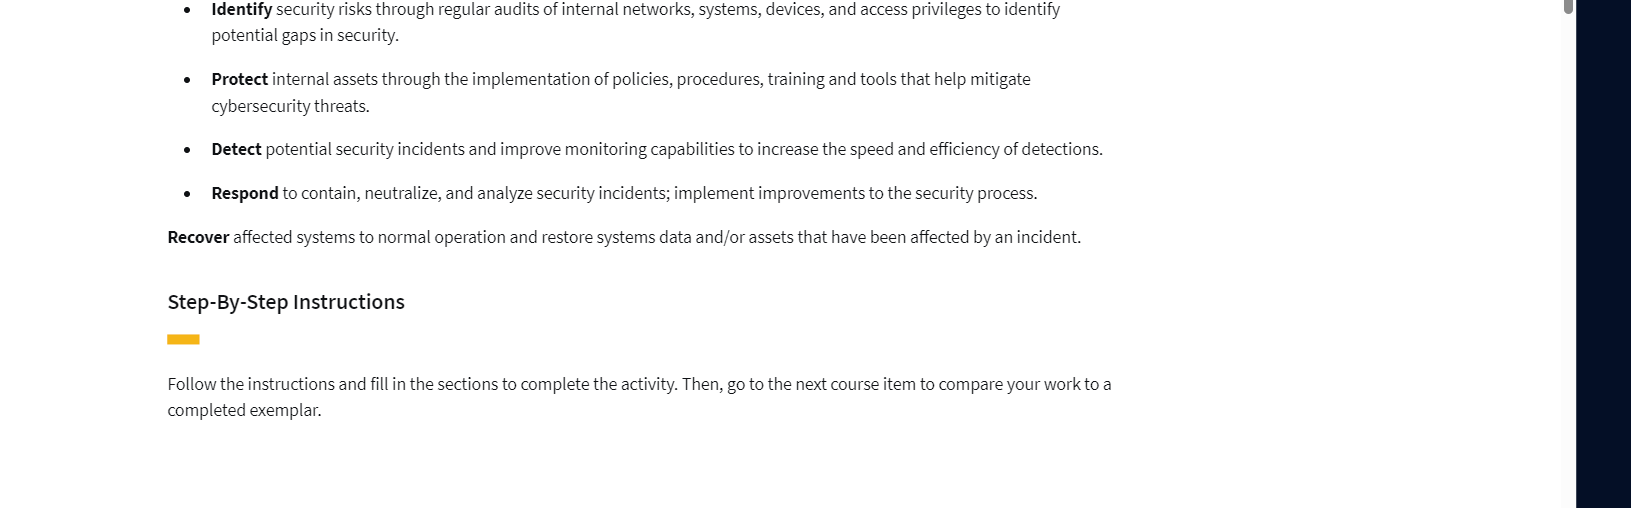 Identify security risks through regular audits of internal networks, systems, devices, and access privileges to identify
potential gaps in security.
Protect internal assets through the implementation of policies, procedures, training and tools that help mitigate
cybersecurity threats.
Detect potential security incidents and improve monitoring capabilities to increase the speed and efficiency of detections.
Respond to contain, neutralize, and analyze security incidents; implement improvements to the security process.
Recover affected systems to normal operation and restore systems data and/or assets that have been affected by an incident.
Step-By-Step Instructions
Follow the instructions and fill in the sections to complete the activity. Then, go to the next course item to compare your work to a
completed exemplar.